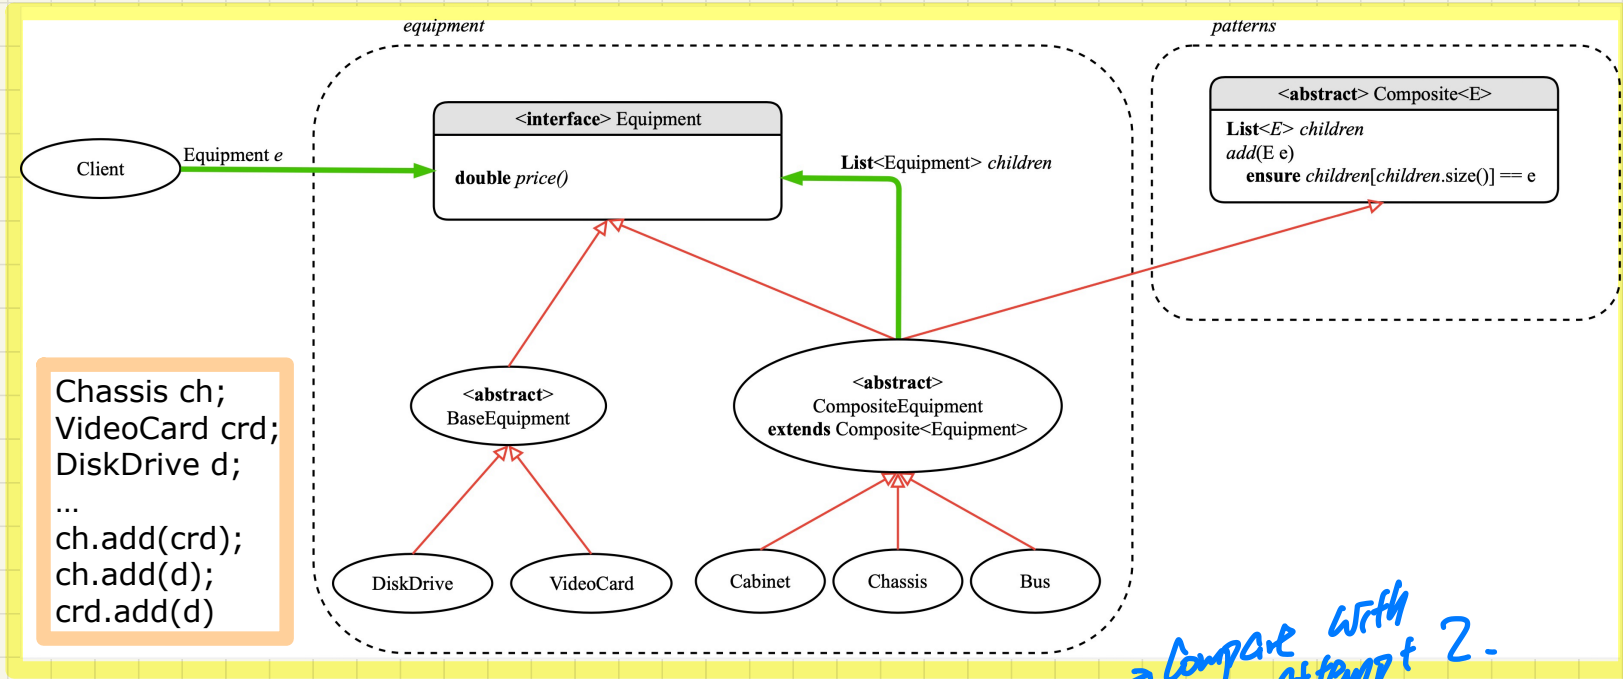 equipment
patterns
<interface> Equipment
double price()
<abstract> Composite<E>
List<E> children
add(E e)
ensure children[children.size()] == e
Client
Equipment e
List<Equipment> children
<abstract>
BaseEquipment
<abstract>
CompositeEquipment
extends Composite<Equipment>
DiskDrive
VideoCard
Cabinet
Chassis
Bus
Chassis ch;
VideoCard crd;
DiskDrive d;
...
ch.add(crd);
ch.add(d);
crd.add(d)
Compare with
attempt 2.